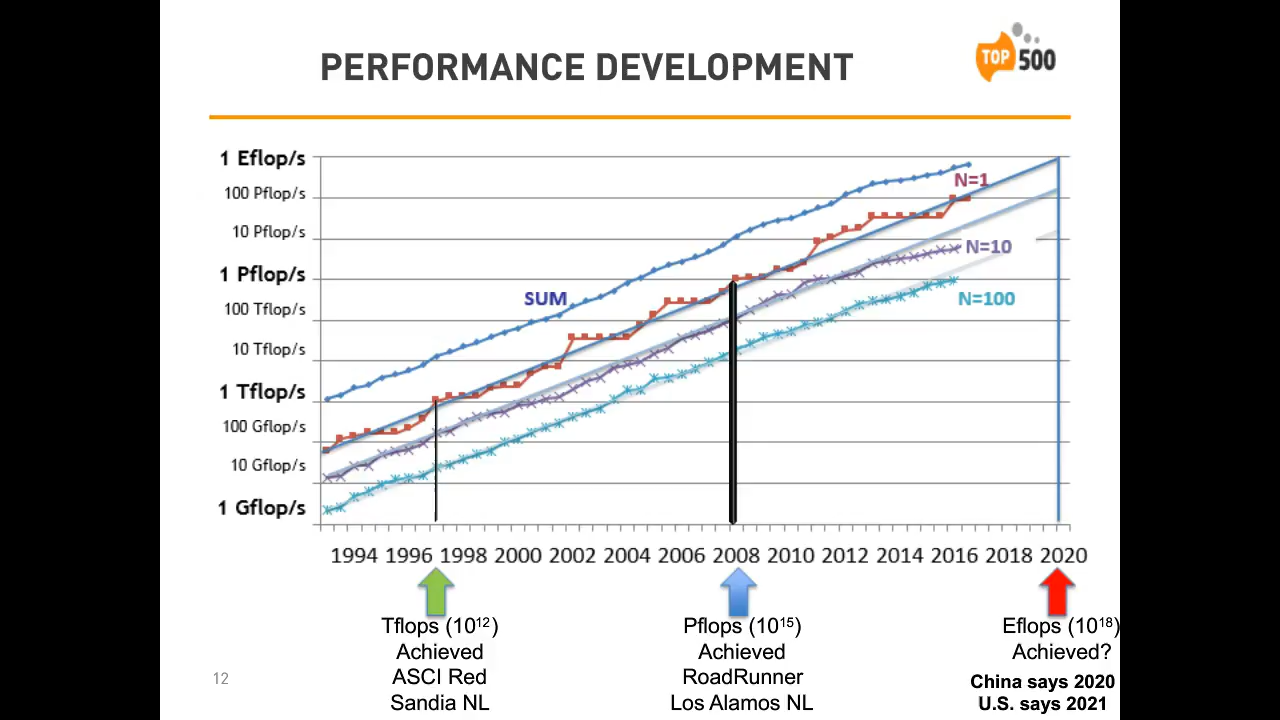 PERFORMANCE DEVELOPMENT
TOP 500
1 Eflop/s
100 Pflop/s
10 Pflop/s
1 Pflop/s
100 Tflop/s
10 Tflop/s
1 Tflop/s
100 Gflop/s
10 Gflop/s
1 Gflop/s
N=1
N=10
SUM
N=100
1994 1996 1998 2000 2002 2004 2006 2008 2010 2012 2014 2016 2018 2020
Tflops (10¹²)
Achieved
ASCI Red
Sandia NL
Pflops (10¹⁵)
Achieved
RoadRunner
Los Alamos NL
Eflops (10¹⁸)
Achieved?
China says 2020
U.S. says 2021
12